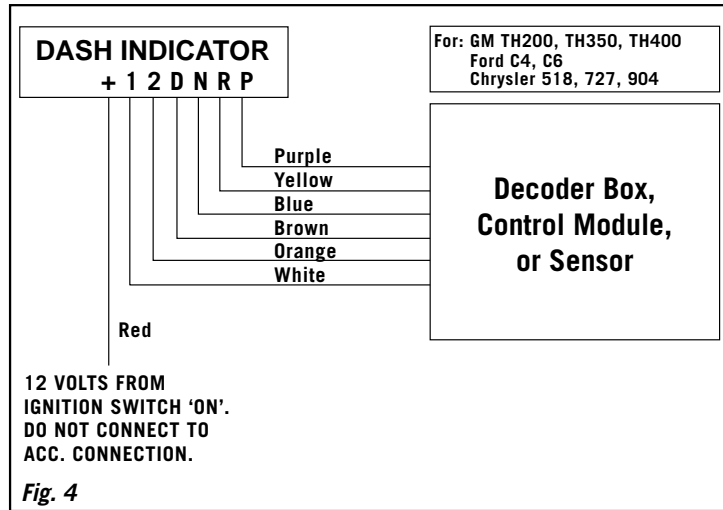 DASH INDICATOR
+ 1 2 D N R P
For: GM TH200, TH350, TH400
Ford C4, C6
Chrysler 518, 727, 904
Purple
Yellow
Blue
Brown
Orange
White
Decoder Box,
Control Module,
or Sensor
Red
12 VOLTS FROM
IGNITION SWITCH ‘ON’.
DO NOT CONNECT TO
ACC. CONNECTION.
Fig. 4